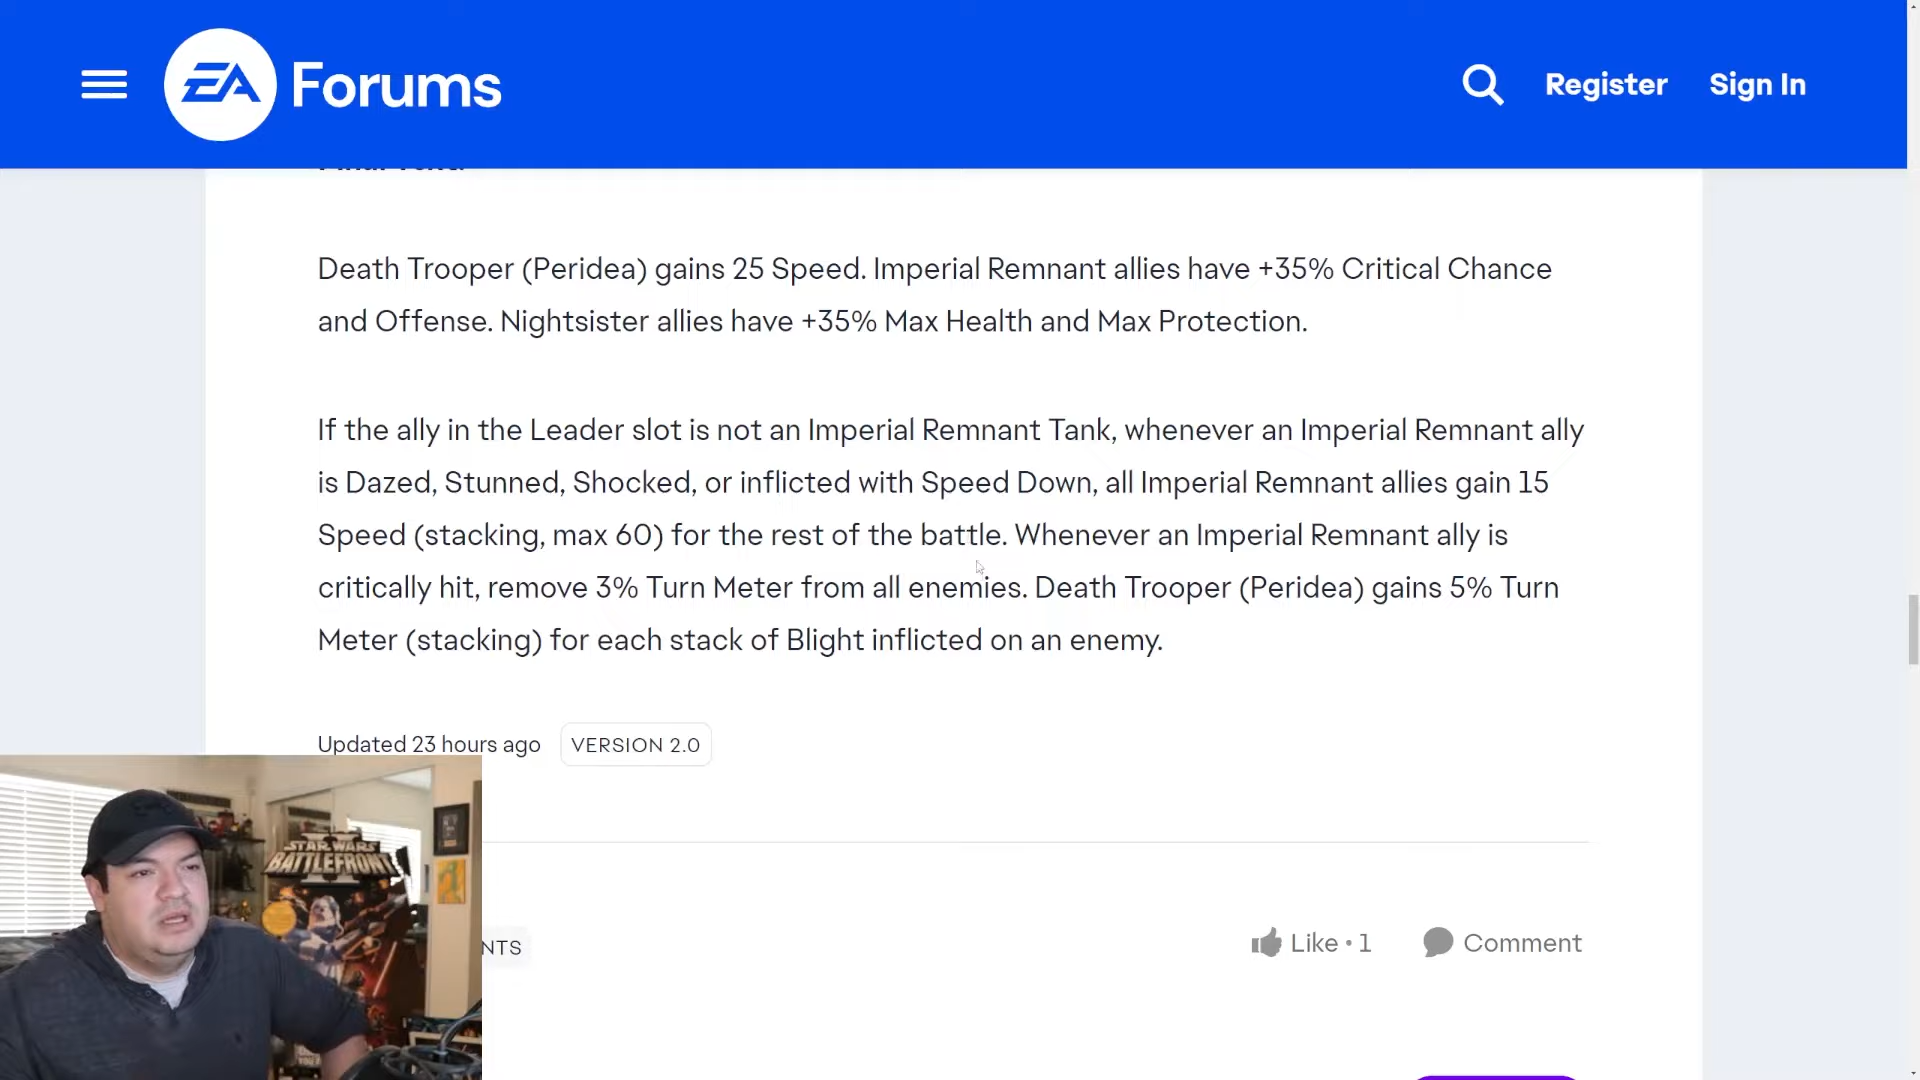 EA Forums
Register
Sign In
Death Trooper (Peridea) gains 25 Speed. Imperial Remnant allies have +35% Critical Chance
and Offense. Nightsister allies have +35% Max Health and Max Protection.
If the ally in the Leader slot is not an Imperial Remnant Tank, whenever an Imperial Remnant ally
is Dazed, Stunned, Shocked, or inflicted with Speed Down, all Imperial Remnant allies gain 15
Speed (stacking, max 60) for the rest of the battle. Whenever an Imperial Remnant ally is
critically hit, remove 3% Turn Meter from all enemies. Death Trooper (Peridea) gains 5% Turn
Meter (stacking) for each stack of Blight inflicted on an enemy.
Updated 23 hours ago
VERSION 2.0
STAR WARS
BATTLEFRONT
NTS
Like • 1
Comment